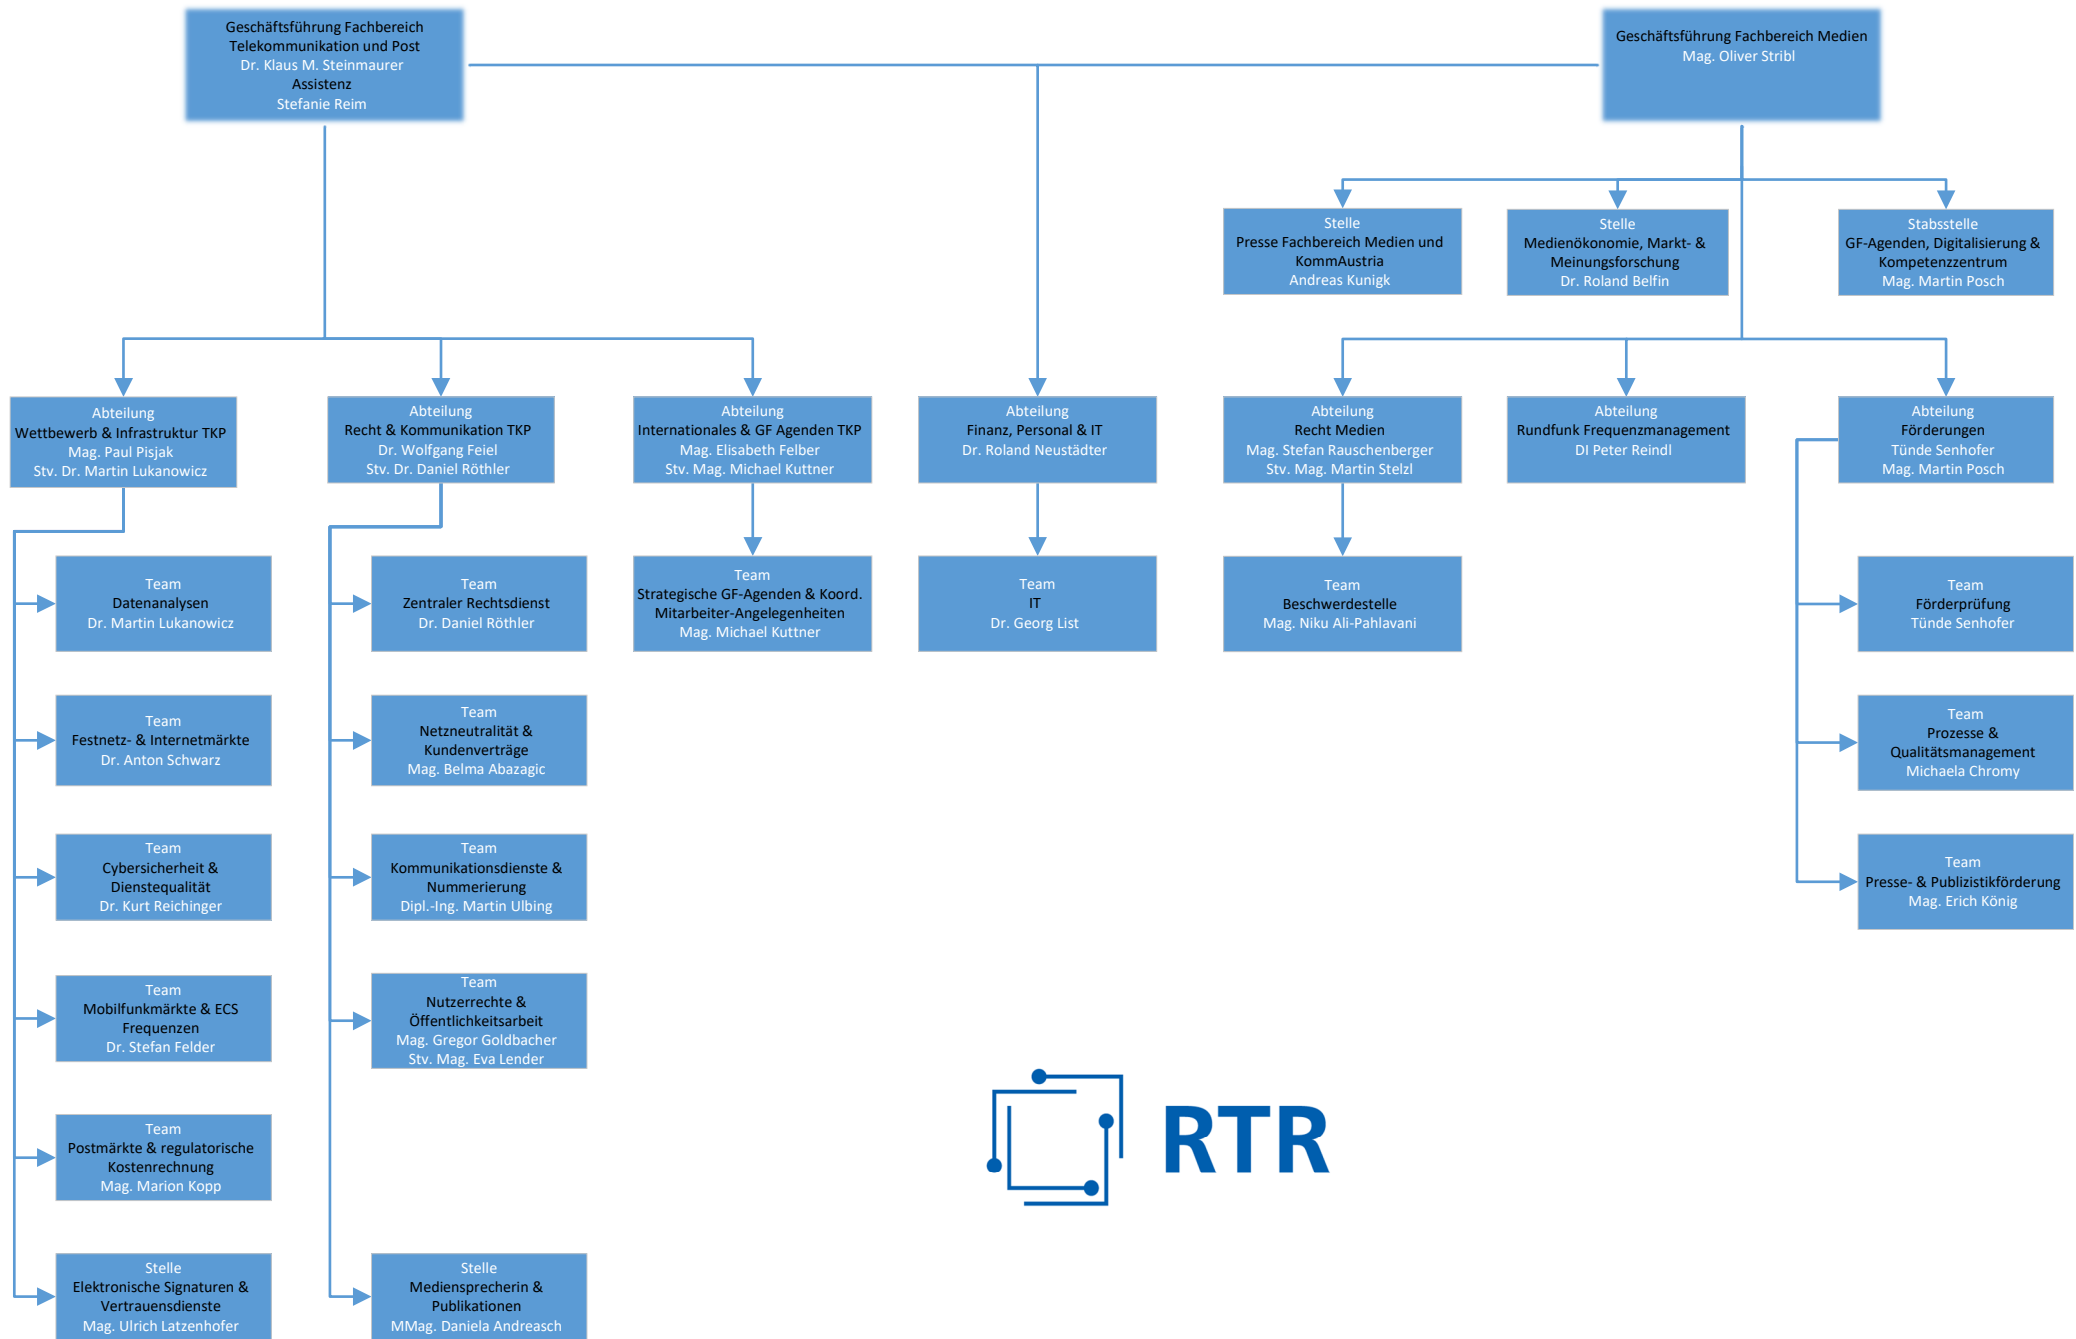 Geschäftsführung Fachbereich
Telekommunikation und Post
Dr. Klaus M. Steinmaurer
Assistenz
Stefanie Reim
Geschäftsführung Fachbereich Medien
Mag. Oliver Stribl
Stelle
Presse Fachbereich Medien und
KommAustria
Andreas Kunigk
Stelle
Medienökonomie, Markt- &
Meinungsforschung
Dr. Roland Belfin
Stabsstelle
GF-Agenden, Digitalisierung &
Kompetenzzentrum
Mag. Martin Posch
Abteilung
Wettbewerb & Infrastruktur TKP
Mag. Paul Pisjak
Stv. Dr. Martin Lukanowicz
Abteilung
Recht & Kommunikation TKP
Dr. Wolfgang Feiel
Stv. Dr. Daniel Röthler
Abteilung
Internationales & GF Agenden TKP
Mag. Elisabeth Felber
Stv. Mag. Michael Kuttner
Abteilung
Finanz, Personal & IT
Dr. Roland Neustädter
Abteilung
Recht Medien
Mag. Stefan Rauschenberger
Stv. Mag. Martin Stelzl
Abteilung
Rundfunk Frequenzmanagement
DI Peter Reindl
Abteilung
Förderungen
Tünde Senhofer
Mag. Martin Posch
Team
Datenanalysen
Dr. Martin Lukanowicz
Team
Zentraler Rechtsdienst
Dr. Daniel Röthler
Team
Strategische GF-Agenden & Koord.
Mitarbeiter-Angelegenheiten
Mag. Michael Kuttner
Team
IT
Dr. Georg List
Team
Beschwerdestelle
Mag. Niku Ali-Pahlavani
Team
Förderprüfung
Tünde Senhofer
Team
Festnetz- & Internetmärkte
Dr. Anton Schwarz
Team
Netzneutralität &
Kundenverträge
Mag. Belma Abazagic
Team
Prozesse &
Qualitätsmanagement
Michaela Chromy
Team
Cybersicherheit &
Dienstequalität
Dr. Kurt Reichinger
Team
Kommunikationsdienste &
Nummerierung
Dipl.-Ing. Martin Ulbing
Team
Presse- & Publizistikförderung
Mag. Erich König
Team
Mobilfunkmärkte & ECS
Frequenzen
Dr. Stefan Felder
Team
Nutzerrechte &
Öffentlichkeitsarbeit
Mag. Gregor Goldbacher
Stv. Mag. Eva Lender
Team
Postmärkte & regulatorische
Kostenrechnung
Mag. Marion Kopp
RTR
Stelle
Elektronische Signaturen &
Vertrauensdienste
Mag. Ulrich Latzenhofer
Stelle
Mediensprecherin &
Publikationen
MMag. Daniela Andreasch